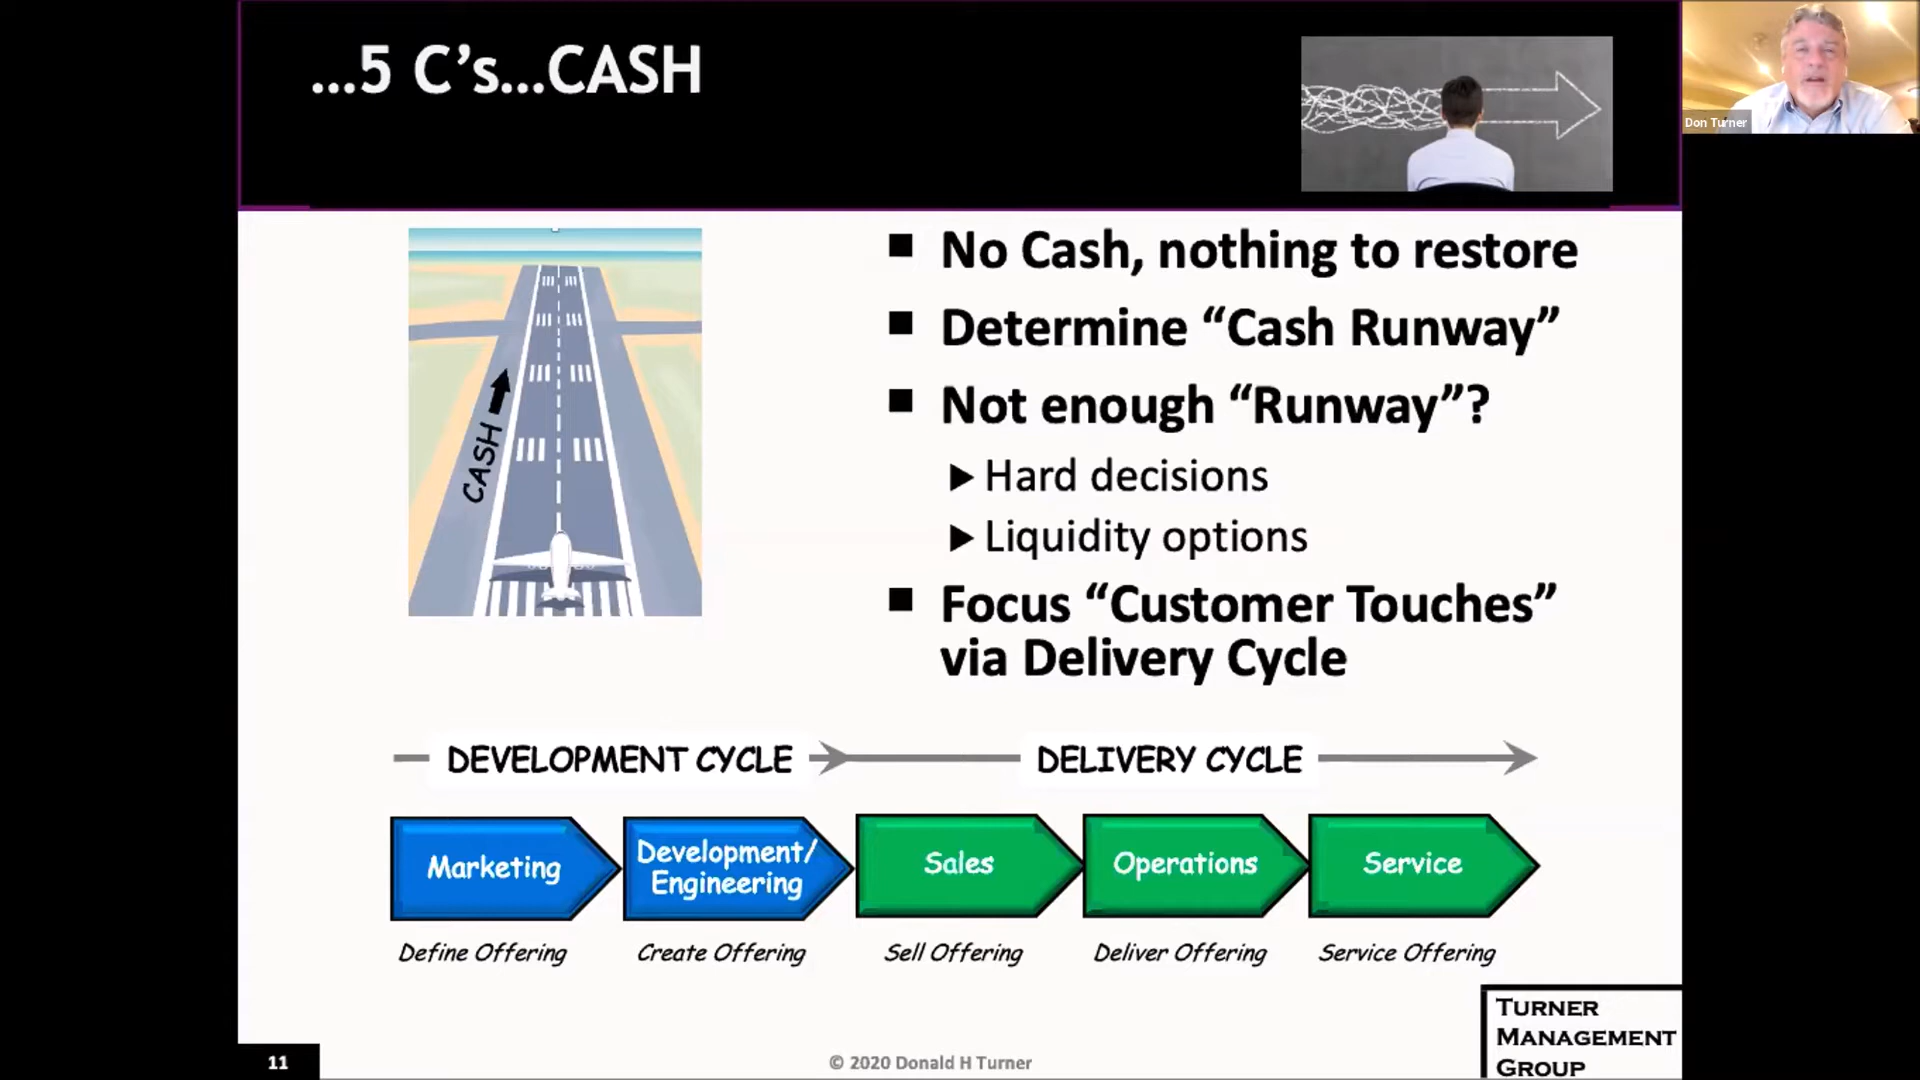 ...5 C’s...CASH
Don Turner
CASH
■ No Cash, nothing to restore
■ Determine “Cash Runway”
■ Not enough “Runway”?
▶ Hard decisions
▶ Liquidity options
■ Focus “Customer Touches”
via Delivery Cycle
DEVELOPMENT CYCLE
DELIVERY CYCLE
Marketing
Development/
Engineering
Sales
Operations
Service
Define Offering
Create Offering
Sell Offering
Deliver Offering
Service Offering
11
© 2020 Donald H Turner
TURNER
MANAGEMENT
GROUP